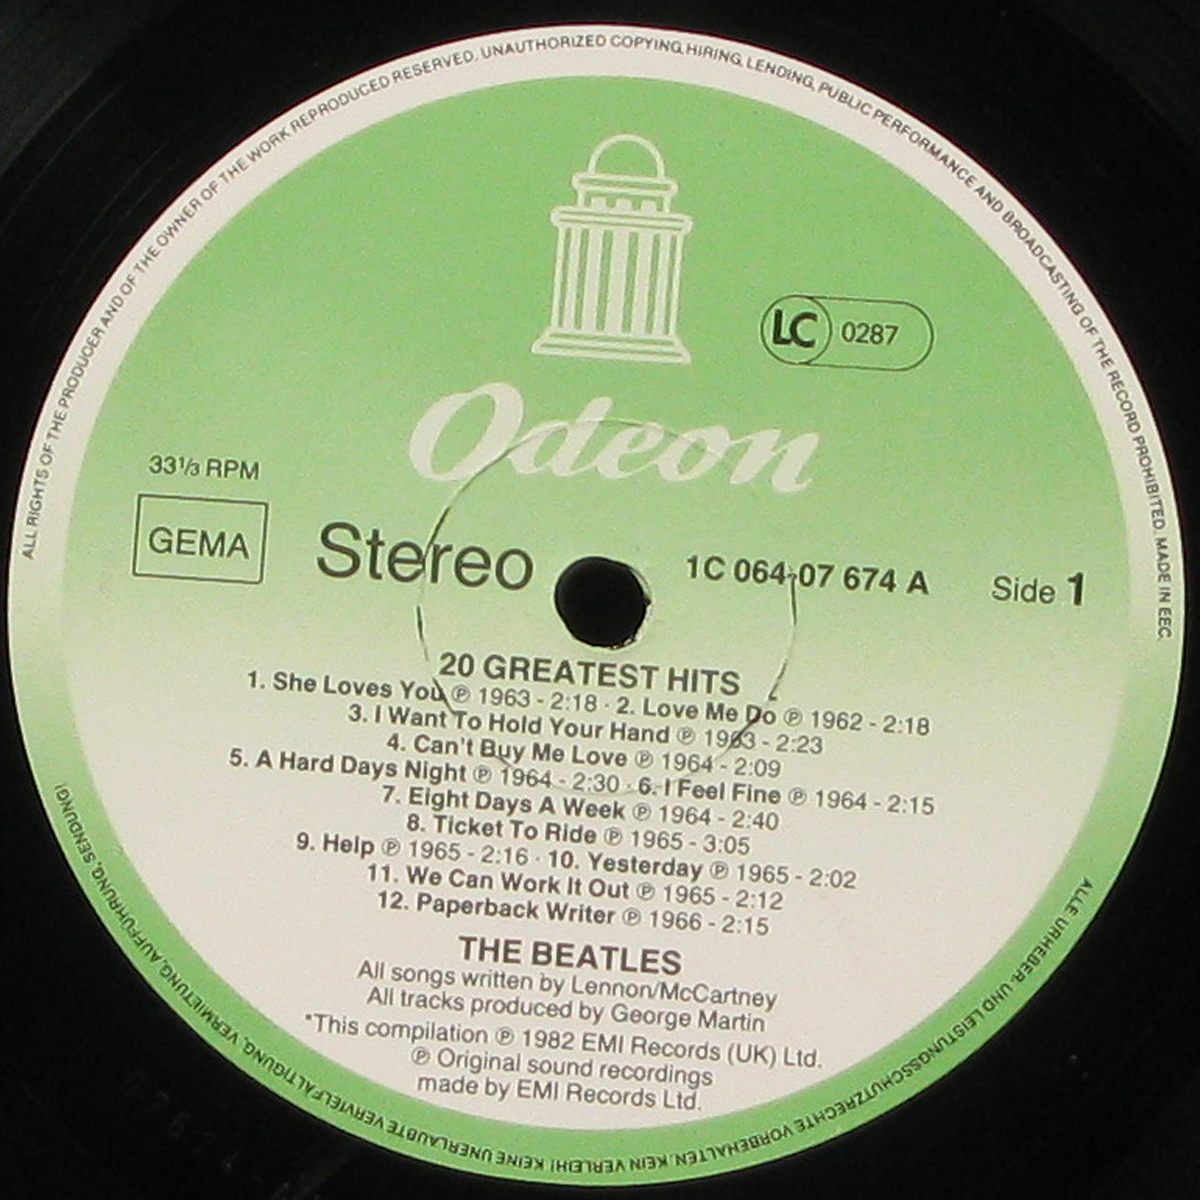 ALL RIGHTS OF THE PRODUCER AND OF THE OWNER OF THE WORK REPRODUCED RESERVED. UNAUTHORIZED COPYING, HIRING, LENDING, PUBLIC PERFORMANCE AND BROADCASTING OF THE RECORD PROHIBITED. MADE IN EEC.
LC 0287
Odeon
33⅓ RPM
GEMA
Stereo
1C 064-07 674 A
Side 1
20 GREATEST HITS
1. She Loves You ℗ 1963 - 2:18 · 2. Love Me Do ℗ 1962 - 2:18
3. I Want To Hold Your Hand ℗ 1963 - 2:23
4. Can't Buy Me Love ℗ 1964 - 2:09
5. A Hard Days Night ℗ 1964 - 2:30 · 6. I Feel Fine ℗ 1964 - 2:15
7. Eight Days A Week ℗ 1964 - 2:40
8. Ticket To Ride ℗ 1965 - 3:05
9. Help ℗ 1965 - 2:16 · 10. Yesterday ℗ 1965 - 2:02
11. We Can Work It Out ℗ 1965 - 2:12
12. Paperback Writer ℗ 1966 - 2:15
THE BEATLES
All songs written by Lennon/McCartney
All tracks produced by George Martin
*This compilation ℗ 1982 EMI Records (UK) Ltd.
℗ Original sound recordings
made by EMI Records Ltd.
ALLE URHEBER- UND LEISTUNGSSCHUTZRECHTE VORBEHALTEN. KEIN VERLEIH! KEINE UNERLAUBTE VERVIELFÄLTIGUNG, VERMIETUNG, AUFFÜHRUNG, SENDUNG!